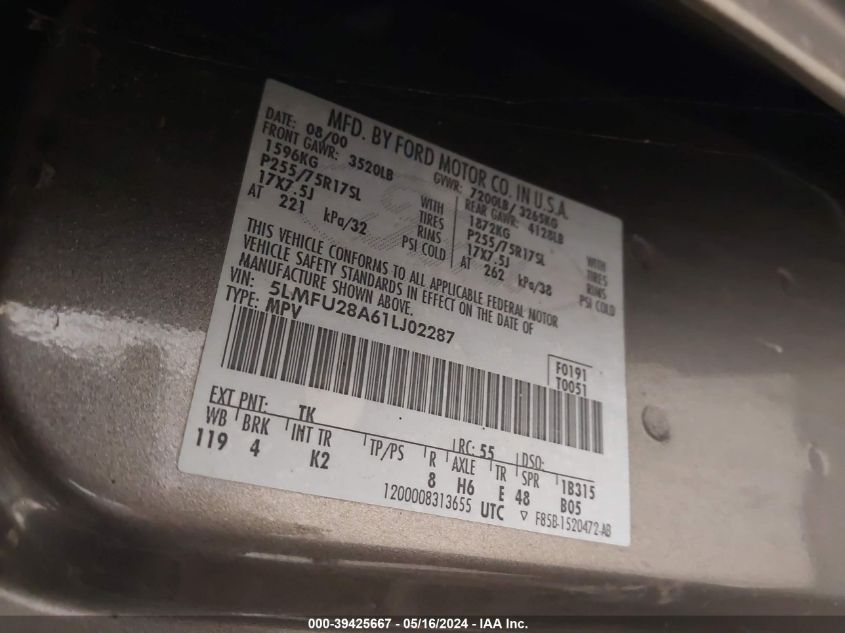 MFD. BY FORD MOTOR CO. IN U.S.A.
DATE: 08/00 GVWR: 7200LB/ 3265KG
FRONT GAWR: 3520LB REAR GAWR: 4128LB
1596KG WITH 1872KG WITH
P255/75R17SL TIRES P255/75R17SL TIRES
17X7.5J RIMS 17X7.5J RIMS
AT 221 kPa/32 PSI COLD AT 262 kPa/38 PSI COLD
THIS VEHICLE CONFORMS TO ALL APPLICABLE FEDERAL MOTOR
VEHICLE SAFETY STANDARDS IN EFFECT ON THE DATE OF
MANUFACTURE SHOWN ABOVE.
VIN: 5LMFU28A61LJ02287
TYPE: MPV
F0191
T0051
EXT PNT: TK RC: 55 DSO:
WB BRK INT TR TP/PS R AXLE TR SPR 1B315
119 4 K2 8 H6 E 48 B05
1200008313655 UTC ▽ F85B-1520472-AB
000-39425667 - 05/16/2024 - IAA Inc.